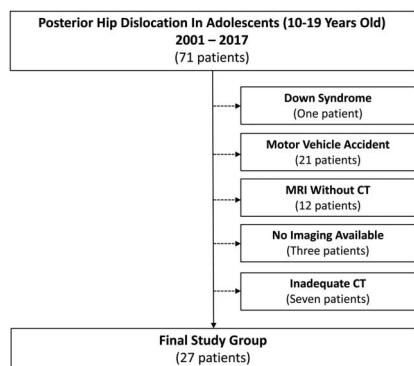 Posterior Hip Dislocation In Adolescents (10-19 Years Old)
2001 – 2017
(71 patients)
Down Syndrome
(One patient)
Motor Vehicle Accident
(21 patients)
MRI Without CT
(12 patients)
No Imaging Available
(Three patients)
Inadequate CT
(Seven patients)
Final Study Group
(27 patients)